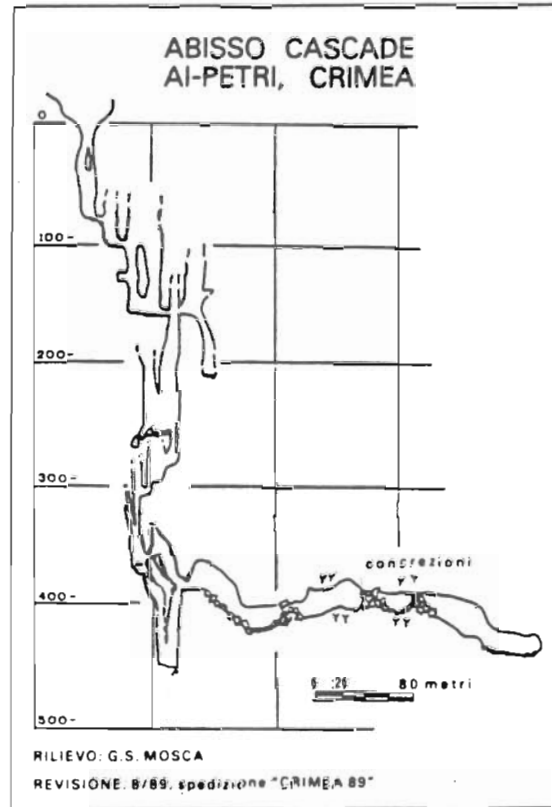 ABISSO CASCADE
AI-PETRI, CRIMEA
0
100-
200-
300-
concrezioni
400-
80 metri
500-
RILIEVO: G.S. MOSCA
REVISIONE. 8/89. spedizione "CRIMEA 89"